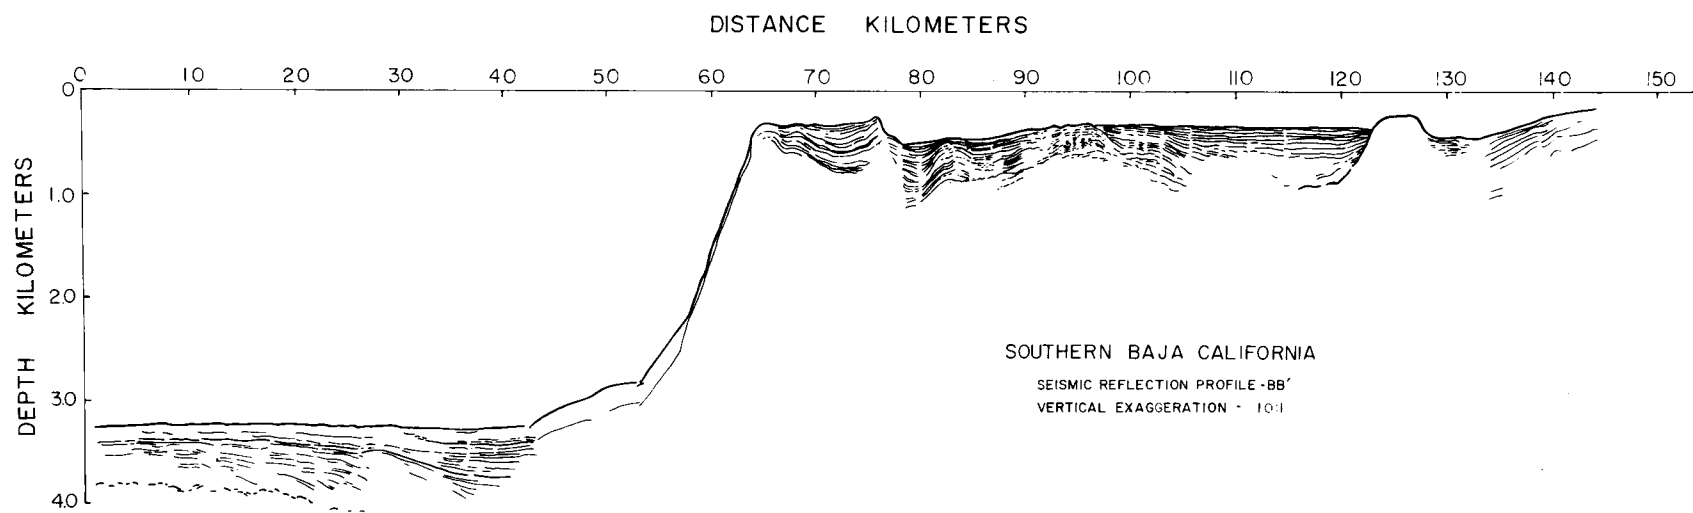 DISTANCE KILOMETERS
0 10 20 30 40 50 60 70 80 90 100 110 120 130 140 150
DEPTH KILOMETERS
0
1.0
2.0
3.0
4.0
SOUTHERN BAJA CALIFORNIA
SEISMIC REFLECTION PROFILE - BB'
VERTICAL EXAGGERATION - 10:1